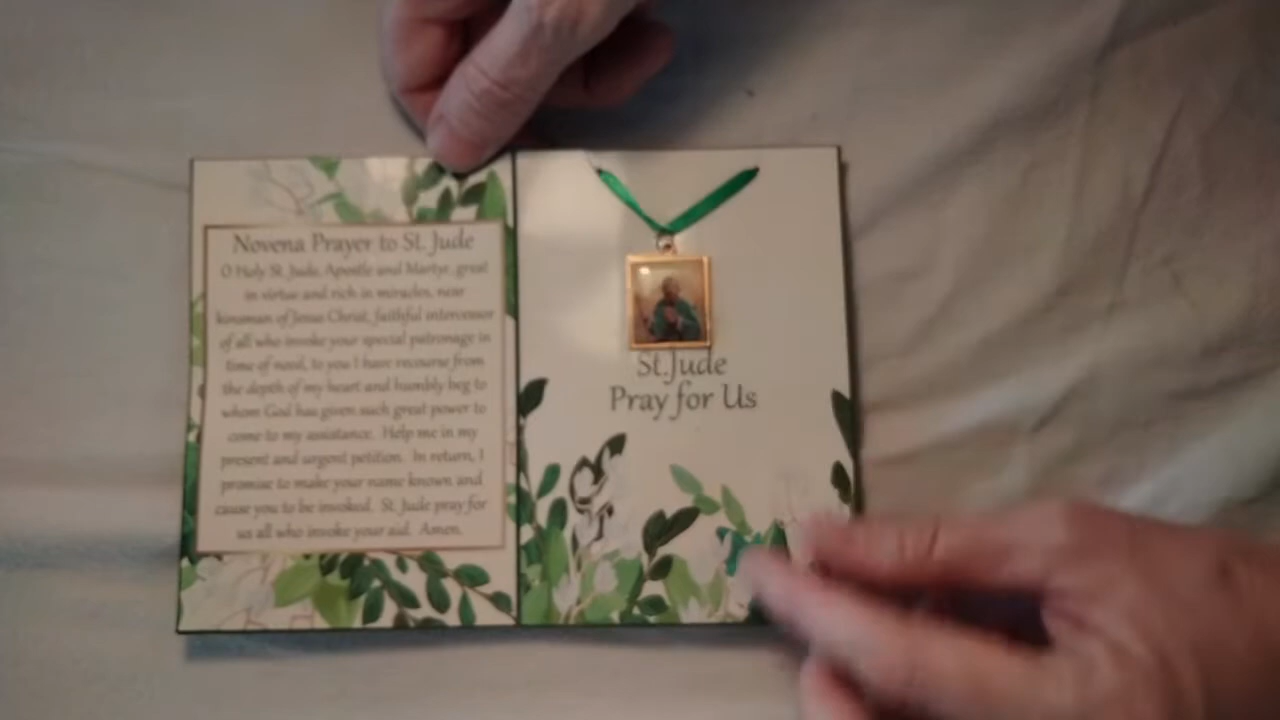 Novena Prayer to St. Jude
O Holy St. Jude, Apostle and Martyr, great
in virtue and rich in miracles, near
kinsman of Jesus Christ, faithful intercessor
of all who invoke your special patronage in
time of need, to you I have recourse from
the depth of my heart and humbly beg to
whom God has given such great power to
come to my assistance. Help me in my
present and urgent petition. In return, I
promise to make your name known and
cause you to be invoked. St. Jude pray for
us all who invoke your aid. Amen.
St.Jude
Pray for Us